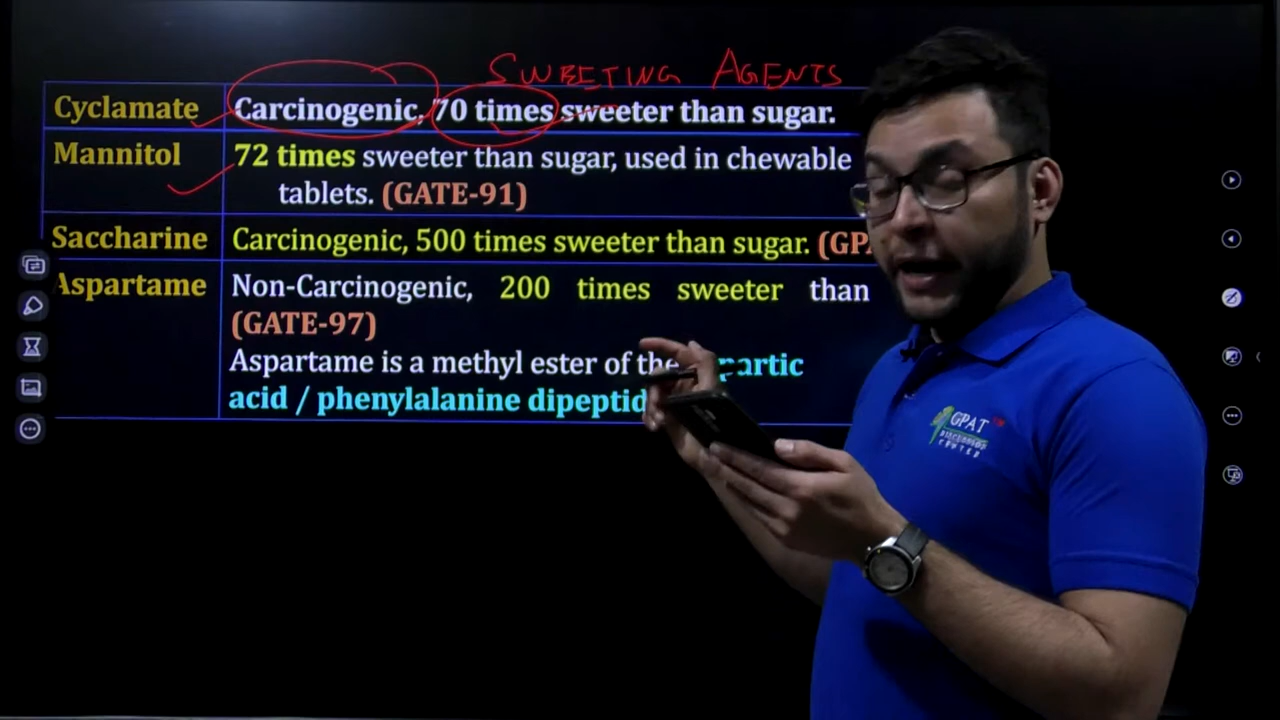 SWEETING AGENTS
Cyclamate Carcinogenic, 70 times sweeter than sugar.
Mannitol 72 times sweeter than sugar, used in chewable
tablets. (GATE-91)
Saccharine Carcinogenic, 500 times sweeter than sugar. (GP
Aspartame Non-Carcinogenic, 200 times sweeter than
(GATE-97)
Aspartame is a methyl ester of the partic
acid / phenylalanine dipeptid
GPAT
DISCUSSION
CENTER